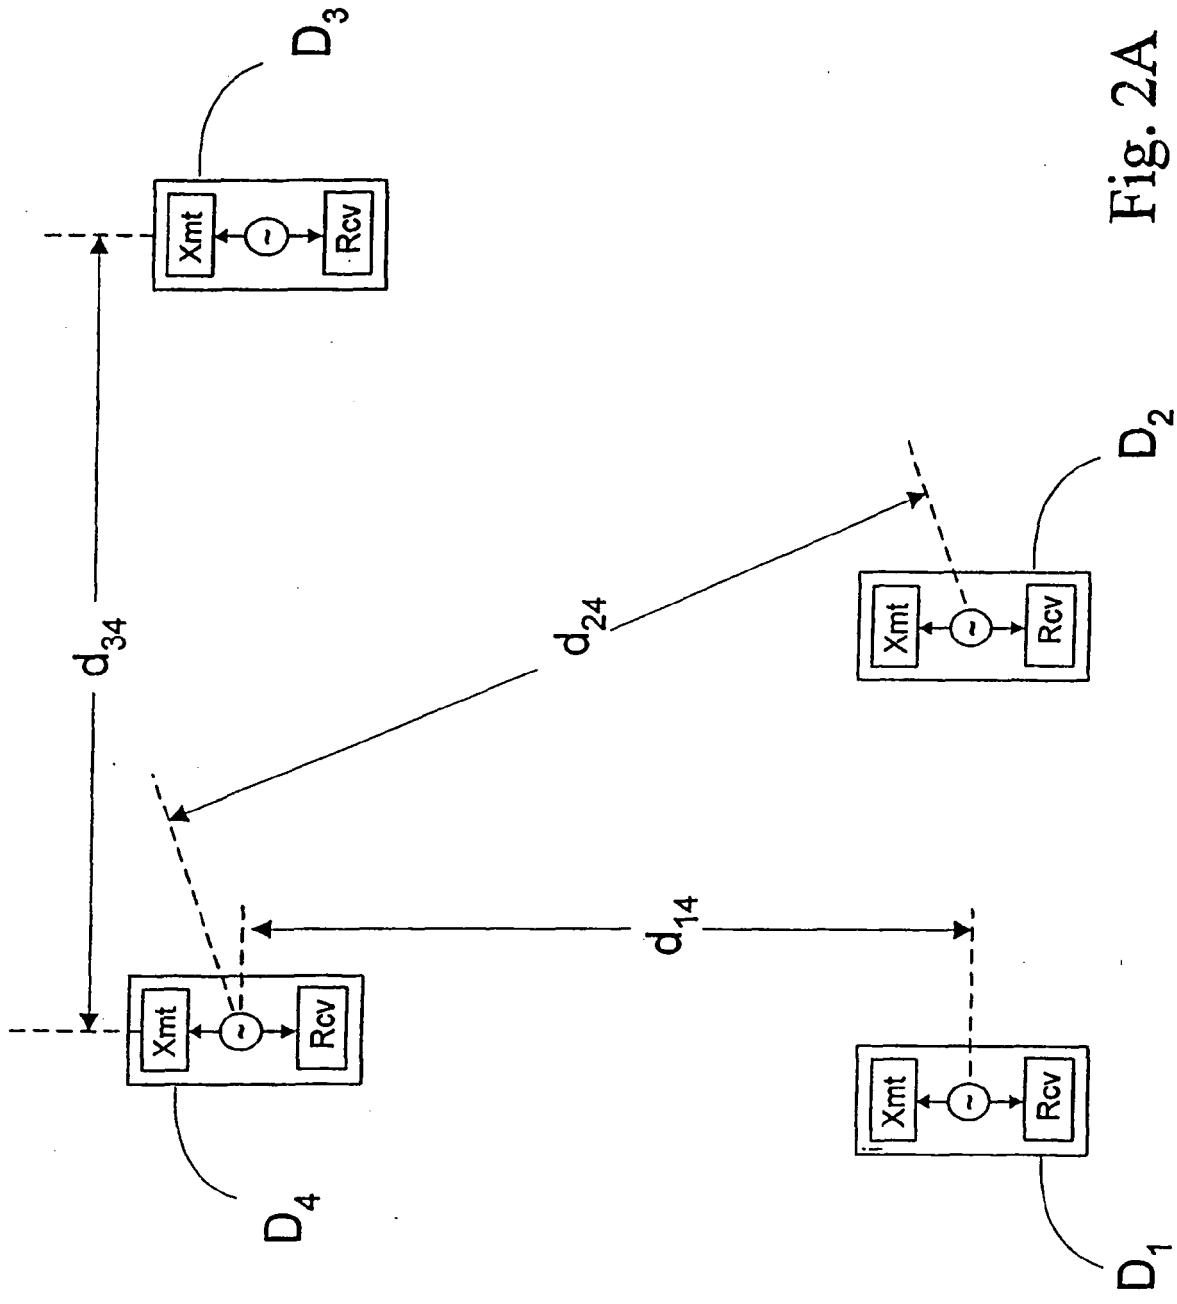 D4
Xmt
~
Rcv
d34
Xmt
~
Rcv
D3
d24
d14
D1
Xmt
~
Rcv
Xmt
~
Rcv
D2
Fig. 2A